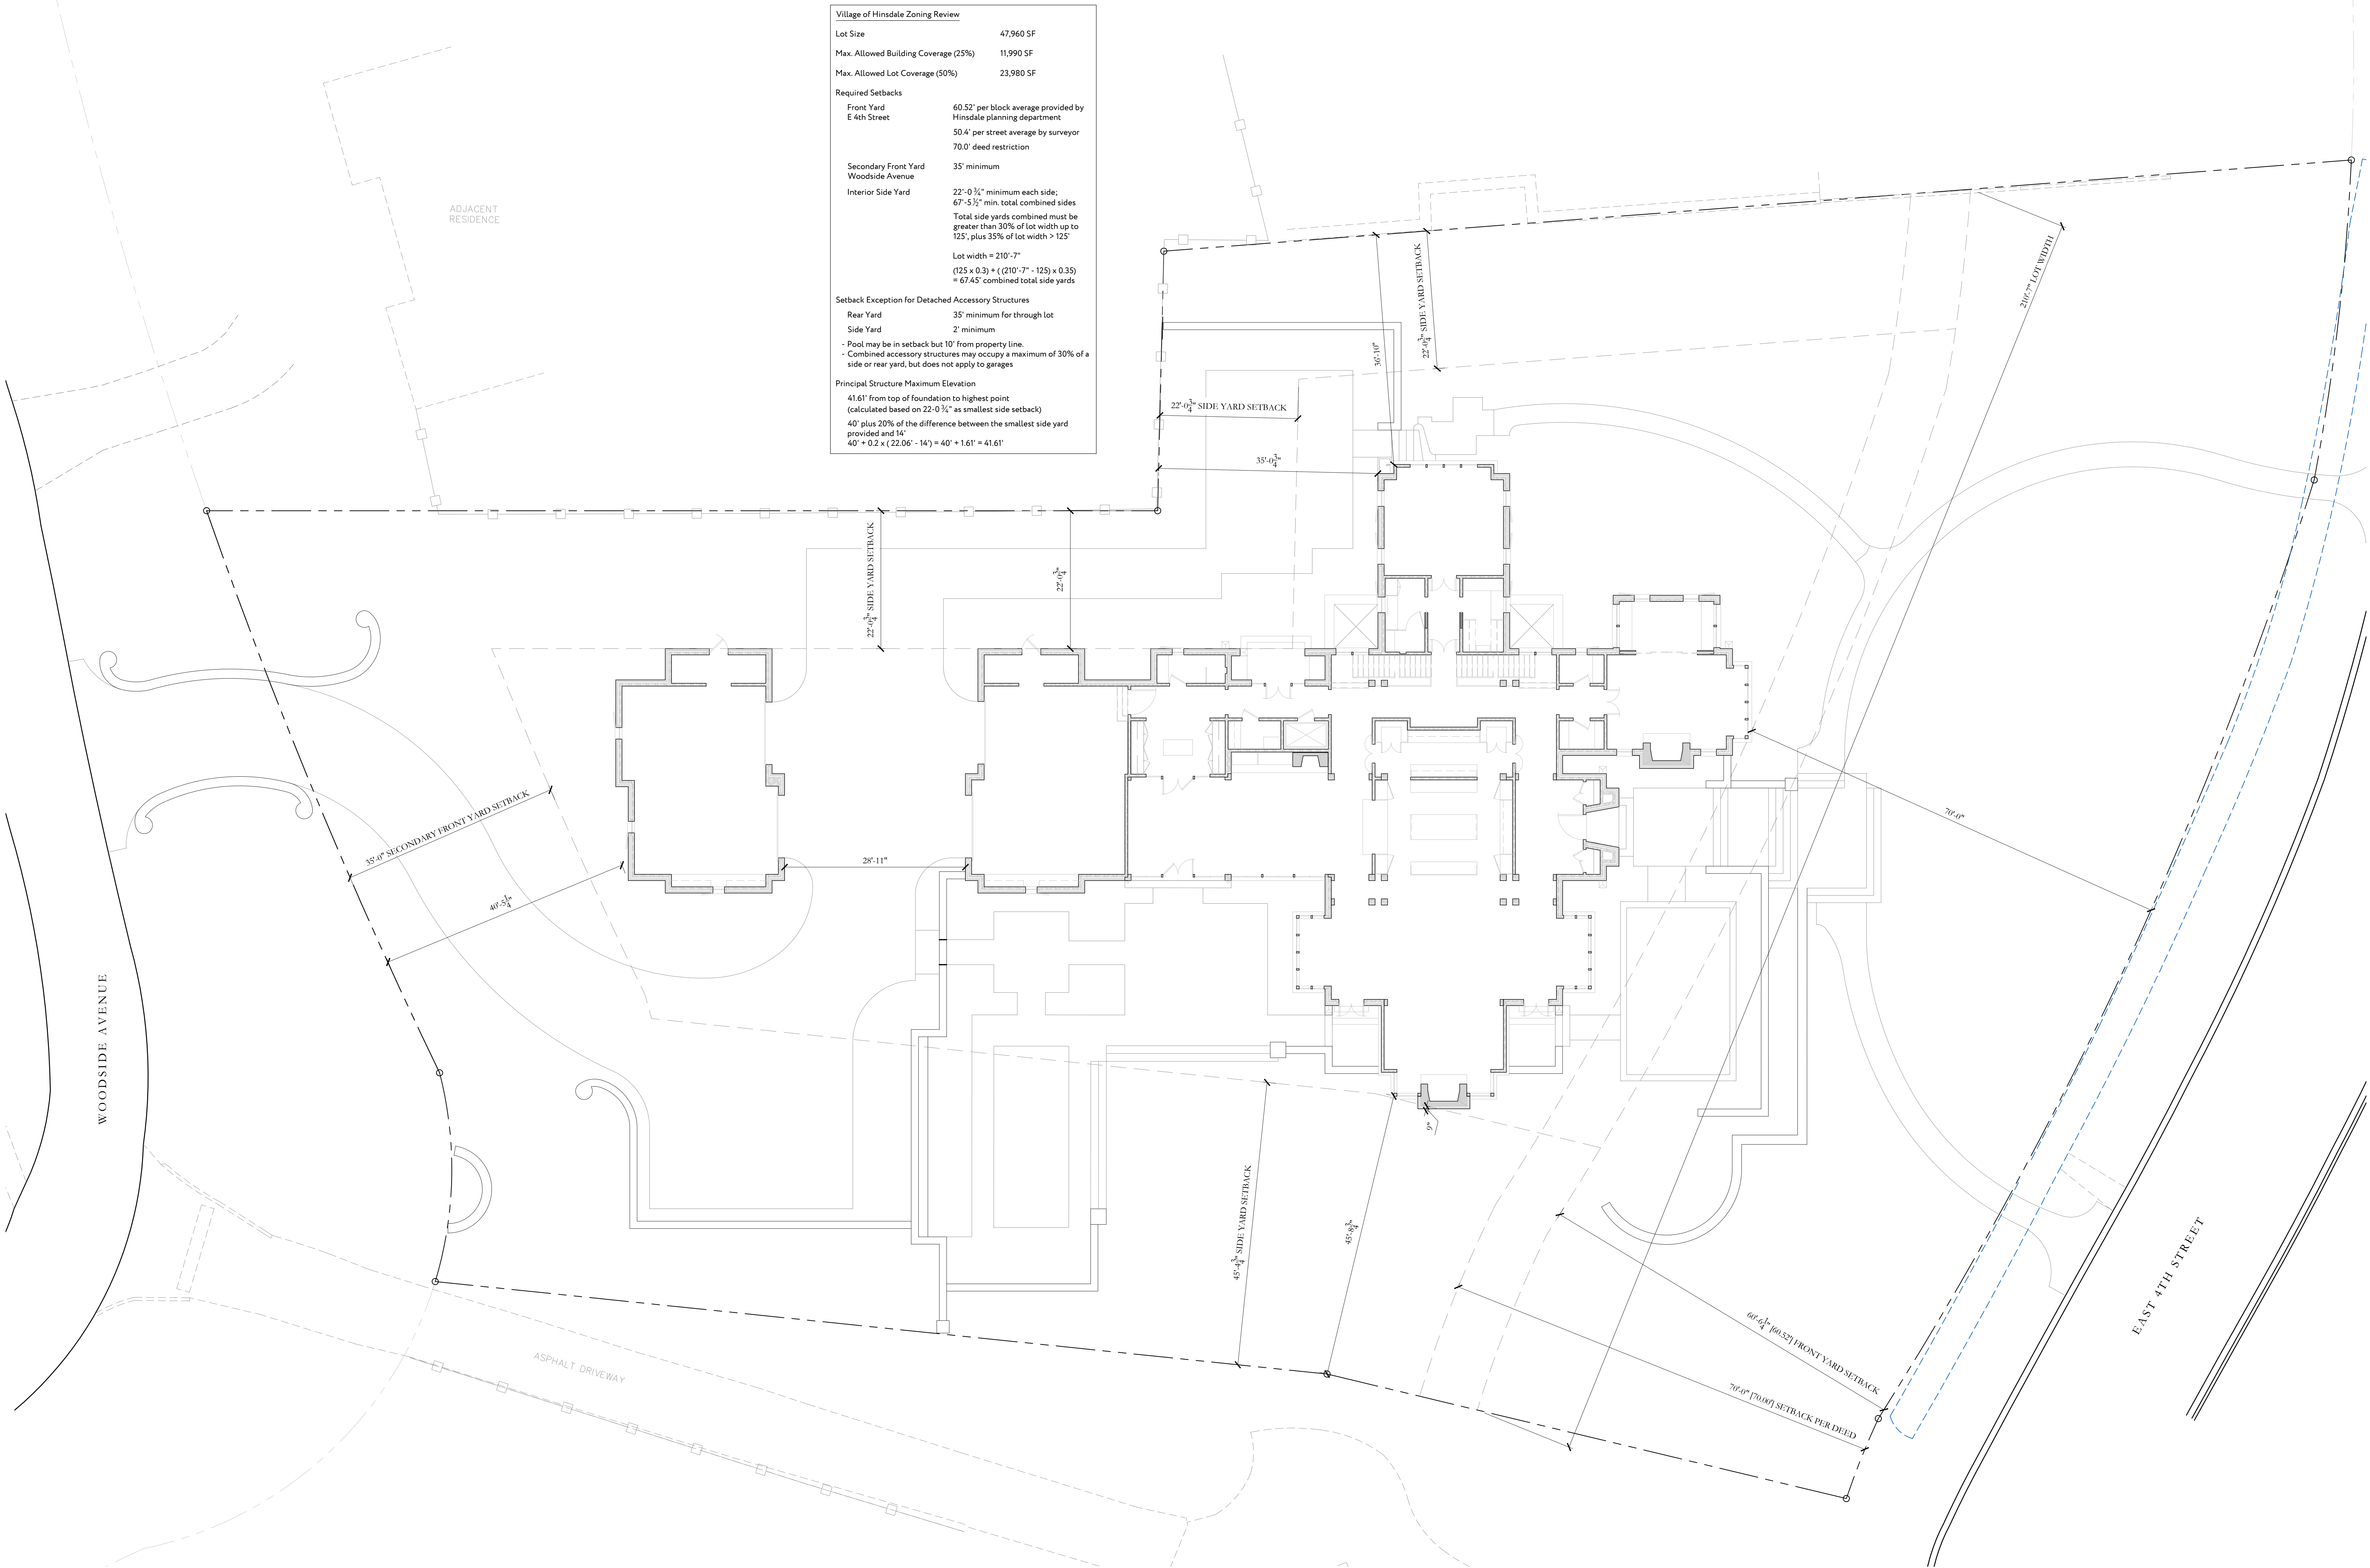 Village of Hinsdale Zoning Review
Lot Size 47,960 SF
Max. Allowed Building Coverage (25%) 11,990 SF
Max. Allowed Lot Coverage (50%) 23,980 SF
Required Setbacks
Front Yard 60.52' per block average provided by
E 4th Street Hinsdale planning department
50.4' per street average by surveyor
70.0' deed restriction
Secondary Front Yard 35' minimum
Woodside Avenue
Interior Side Yard 22'-0 ¾" minimum each side;
67'-5 ½" min. total combined sides
Total side yards combined must be
greater than 30% of lot width up to
125', plus 35% of lot width > 125'
Lot width = 210'-7"
(125 x 0.3) + ( (210'-7" - 125) x 0.35)
= 67.45' combined total side yards
Setback Exception for Detached Accessory Structures
Rear Yard 35' minimum for through lot
Side Yard 2' minimum
- Pool may be in setback but 10' from property line.
- Combined accessory structures may occupy a maximum of 30% of a
side or rear yard, but does not apply to garages
Principal Structure Maximum Elevation
41.61' from top of foundation to highest point
(calculated based on 22-0 ¾" as smallest side setback)
40' plus 20% of the difference between the smallest side yard
provided and 14'
40' + 0.2 x ( 22.06' - 14') = 40' + 1.61' = 41.61'
ADJACENT
RESIDENCE
210'-7" LOT WIDTH
22'-0¾" SIDE YARD SETBACK
36'-10"
22'-0¾" SIDE YARD SETBACK
35'-0¾"
22'-0¾" SIDE YARD SETBACK
22'-0¾"
35'-0" SECONDARY FRONT YARD SETBACK
40'-5¼"
28'-11"
70'-0"
WOODSIDE AVENUE
9"
45'-4¾" SIDE YARD SETBACK
45'-8¾"
60'-6¼" [60.52'] FRONT YARD SETBACK
70'-0" [70.00'] SETBACK PER DEED
EAST 4TH STREET
ASPHALT DRIVEWAY